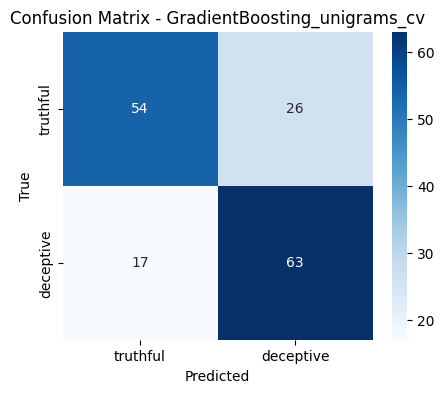 Confusion Matrix - GradientBoosting_unigrams_cv
True
truthful
deceptive
54
26
17
63
truthful
deceptive
Predicted
60
50
40
30
20